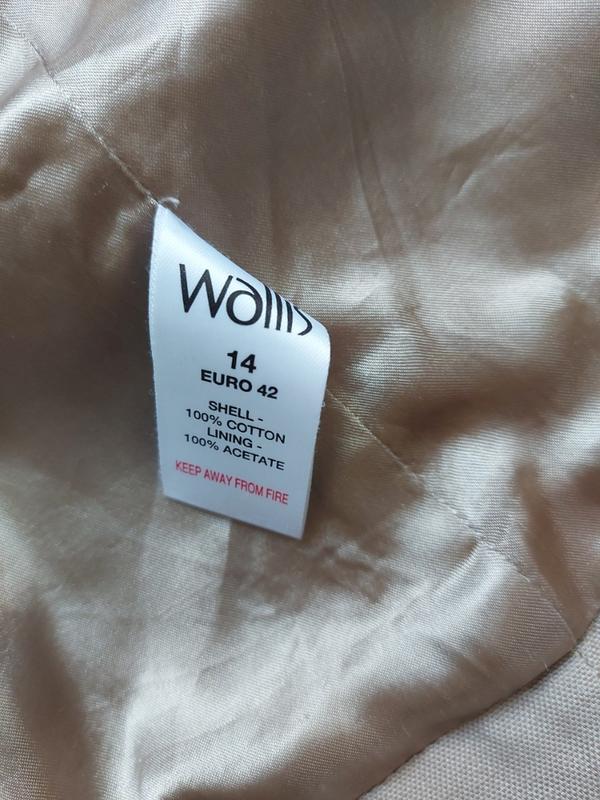 Wallis
14
EURO 42
SHELL -
100% COTTON
LINING -
100% ACETATE
KEEP AWAY FROM FIRE